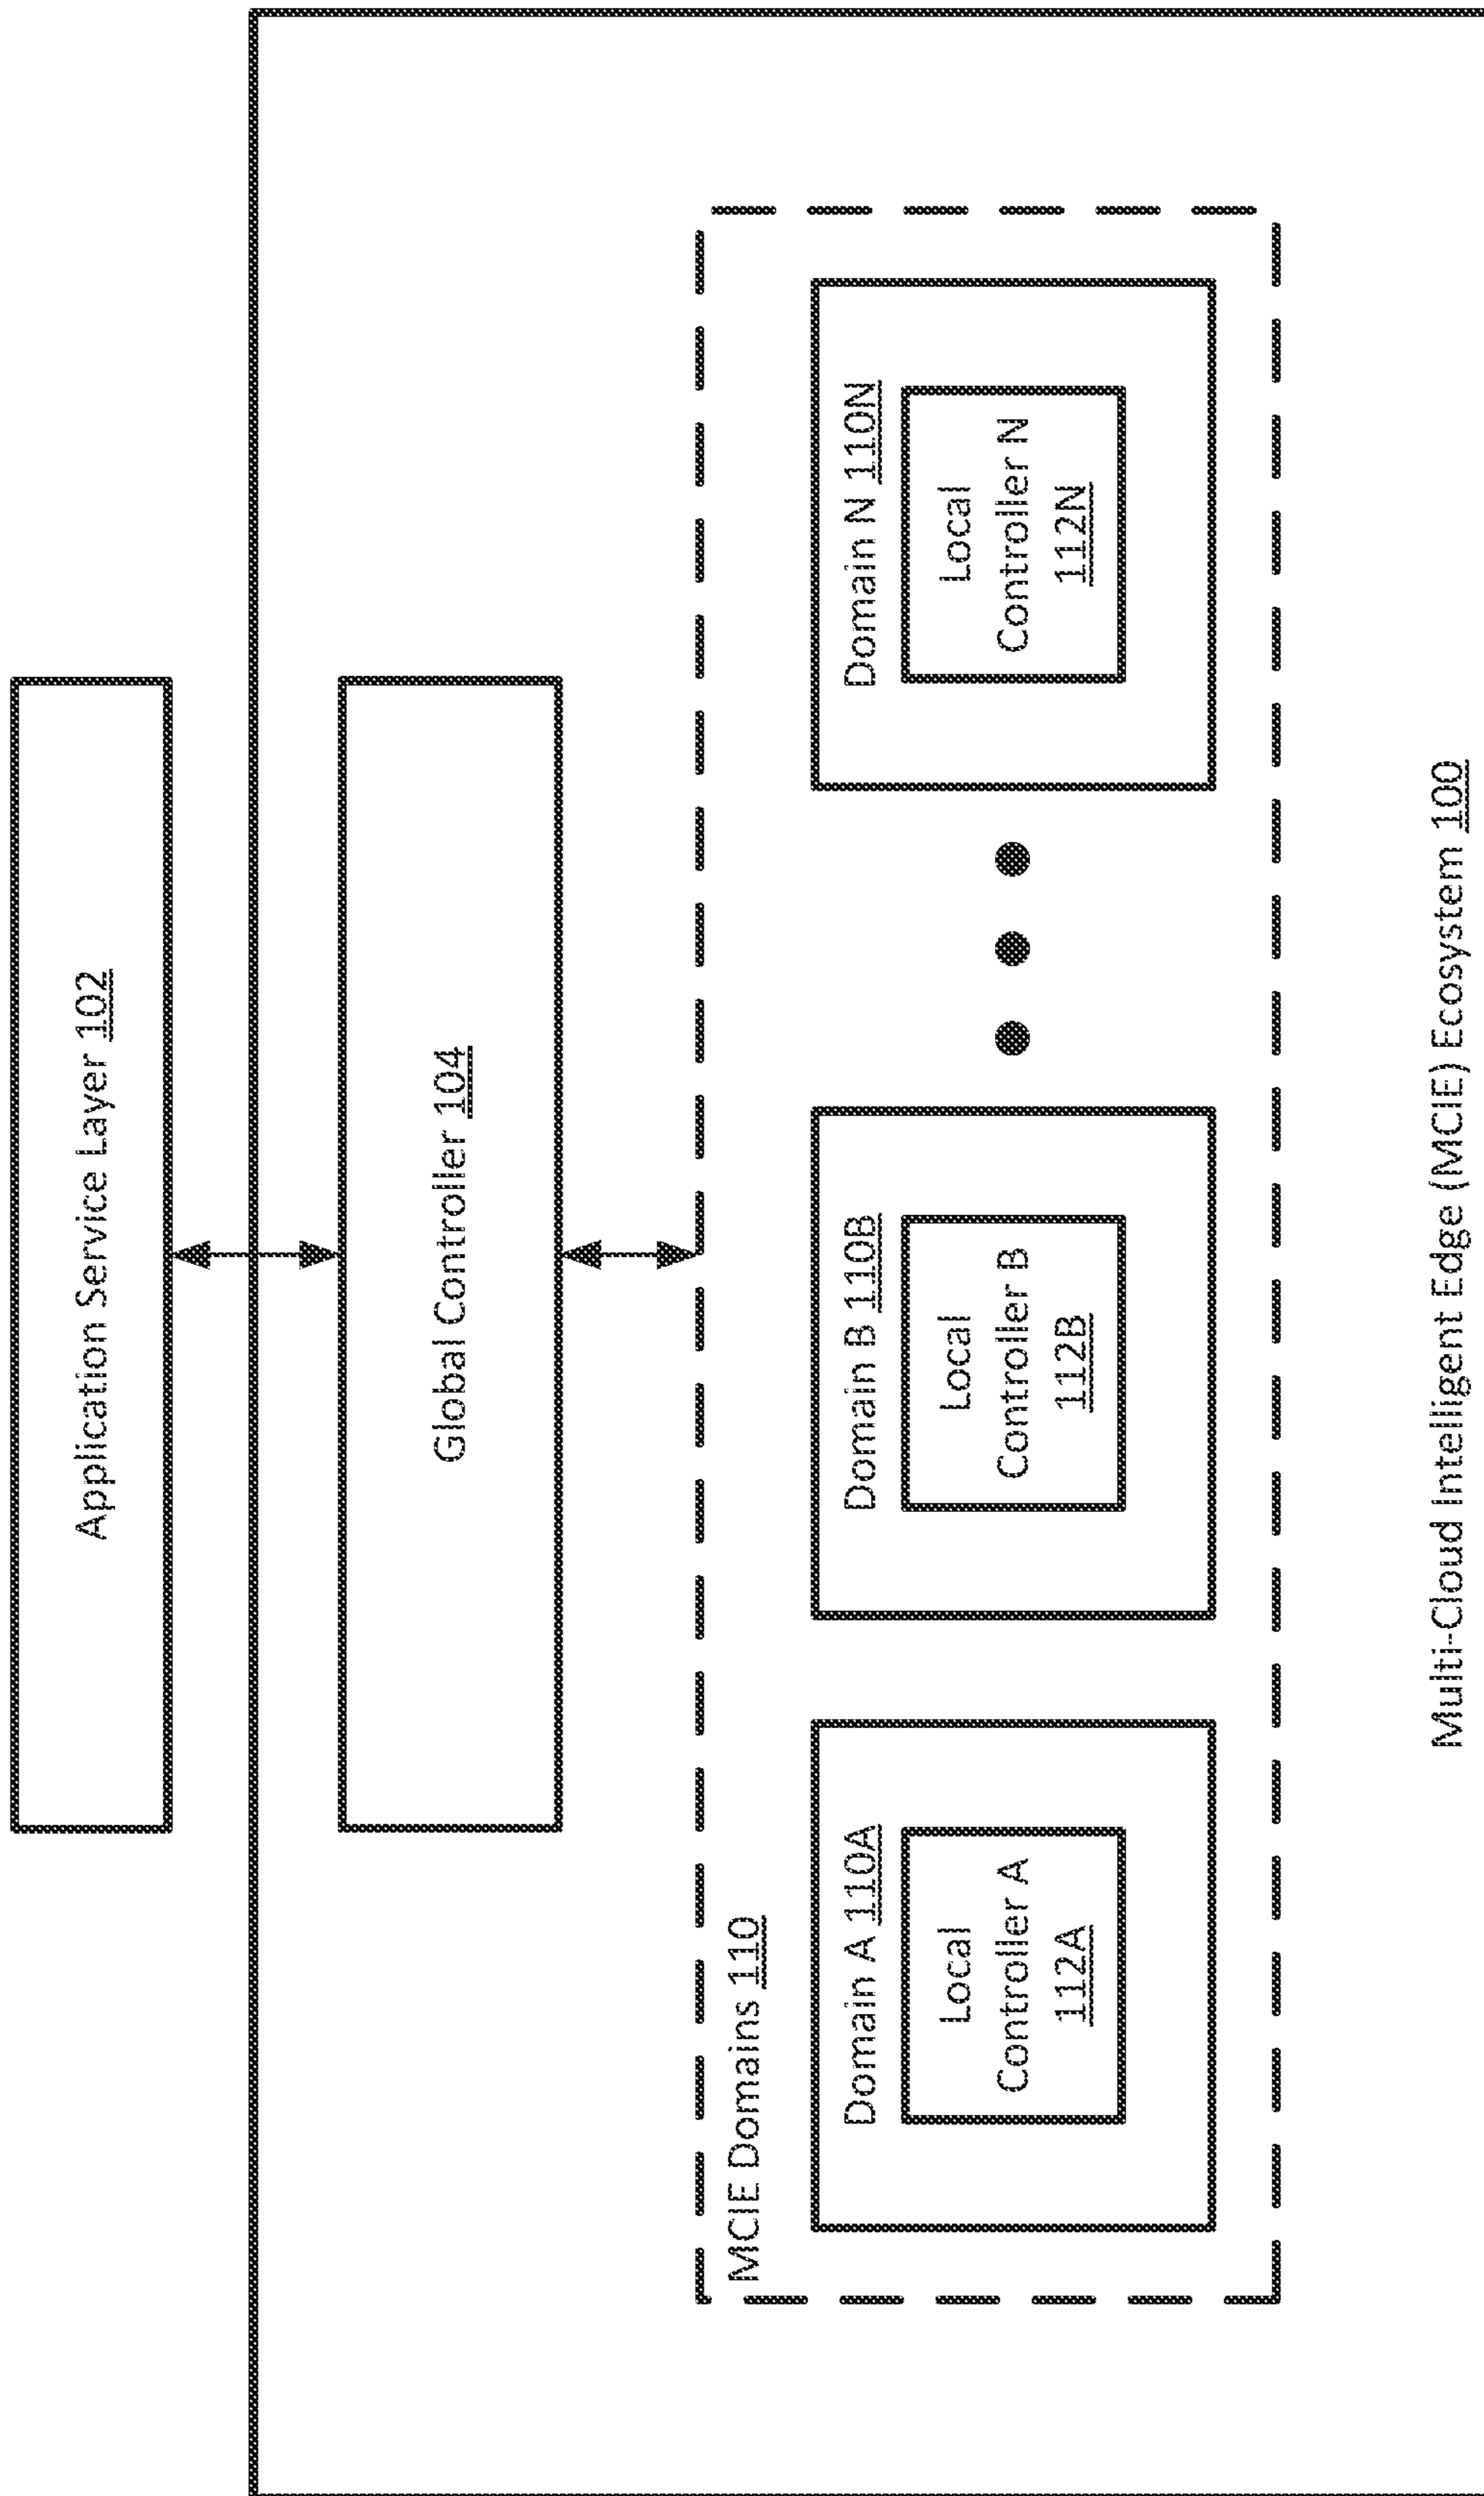 Application Service Layer 102
Global Controller 104
MCIE Domains 110
Domain A 110A
Local
Controller A
112A
Domain B 110B
Local
Controller B
112B
Domain N 110N
Local
Controller N
112N
Multi-Cloud Intelligent Edge (MCIE) Ecosystem 100